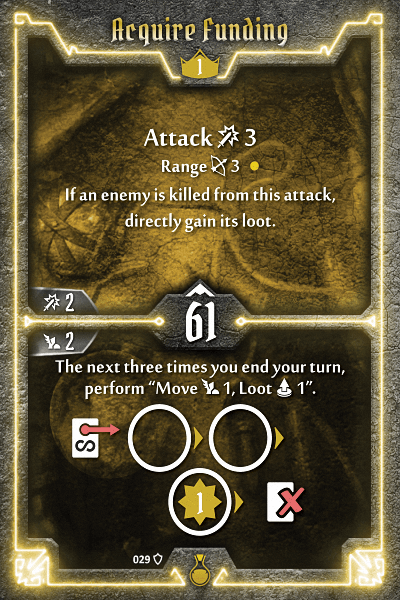 Acquire Funding
1
Attack 3
Range 3
If an enemy is killed from this attack,
directly gain its loot.
2
61
2
The next three times you end your turn,
perform “Move 1, Loot 1”.
S
1
029